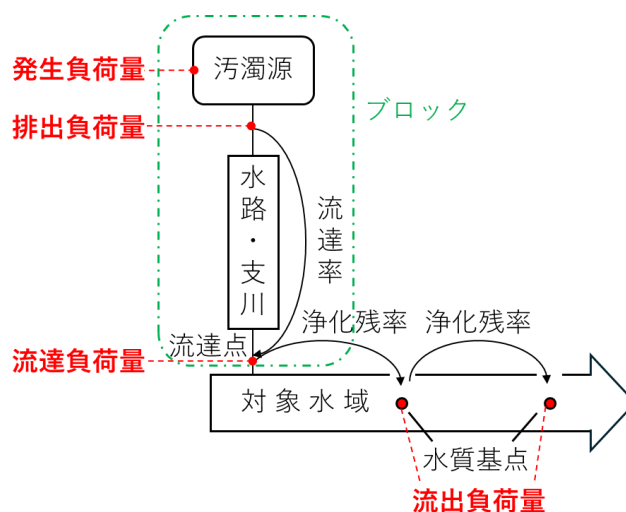 汚濁源
発生負荷量
ブロック
排出負荷量
水路・支川
流達率
流達点
浄化残率
浄化残率
流達負荷量
対象水域
水質基点
流出負荷量